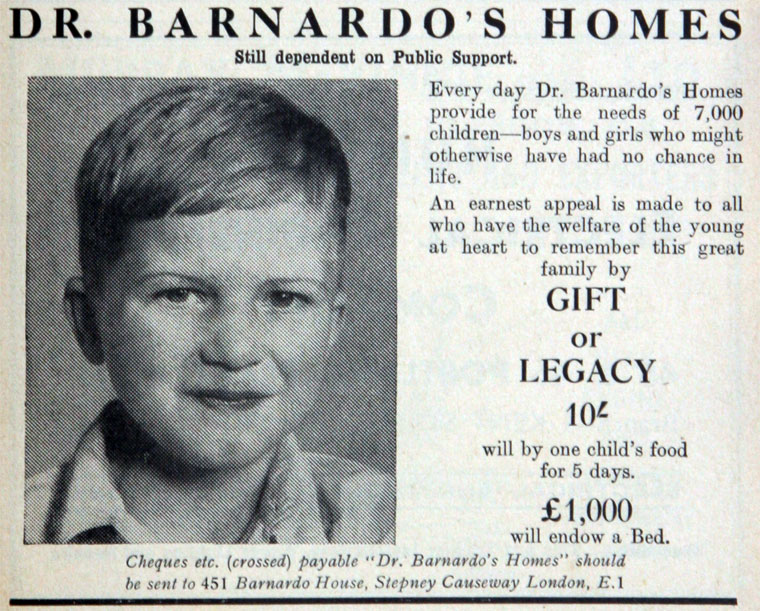 DR. BARNARDO'S HOMES
Still dependent on Public Support.
Every day Dr. Barnardo's Homes
provide for the needs of 7,000
children—boys and girls who might
otherwise have had no chance in
life.
An earnest appeal is made to all
who have the welfare of the young
at heart to remember this great
family by
GIFT
or
LEGACY
10/-
will by one child's food
for 5 days.
£1,000
will endow a Bed.
Cheques etc. (crossed) payable "Dr. Barnardo's Homes" should
be sent to 451 Barnardo House, Stepney Causeway London, E.1